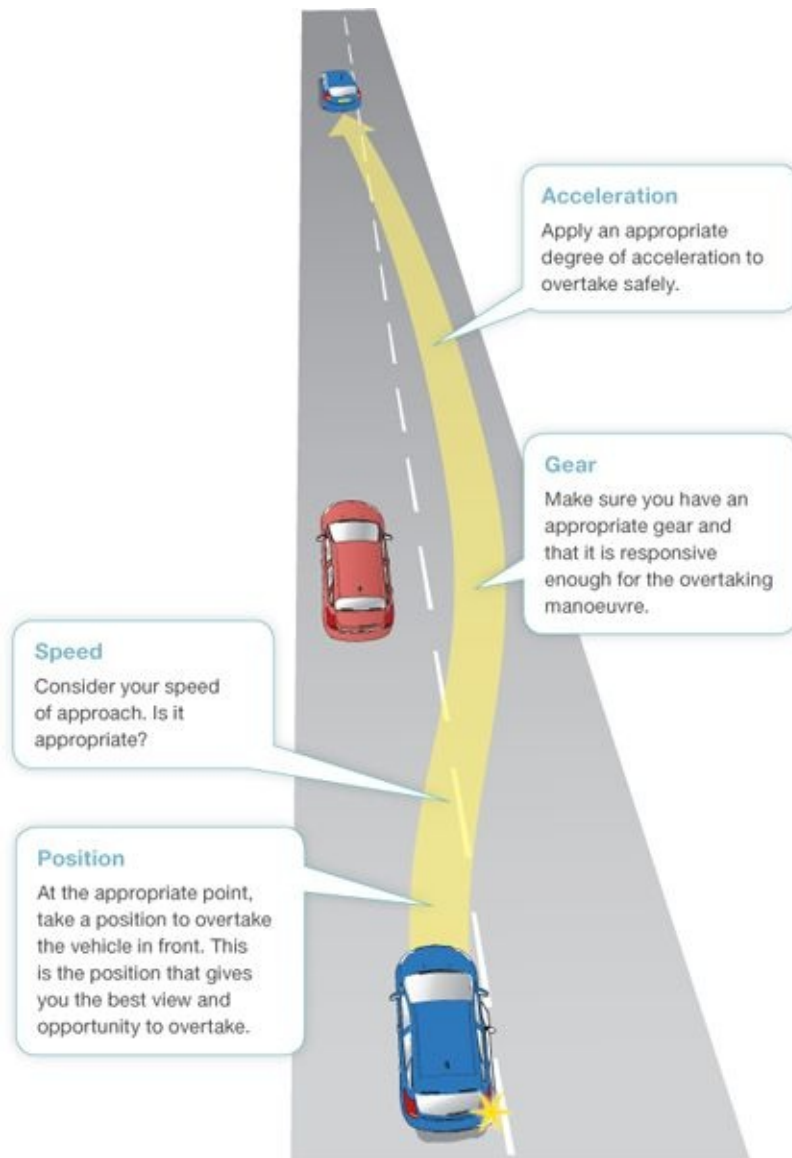 Acceleration
Apply an appropriate
degree of acceleration to
overtake safely.
Gear
Make sure you have an
appropriate gear and
that it is responsive
enough for the overtaking
manoeuvre.
Speed
Consider your speed
of approach. Is it
appropriate?
Position
At the appropriate point,
take a position to overtake
the vehicle in front. This
is the position that gives
you the best view and
opportunity to overtake.